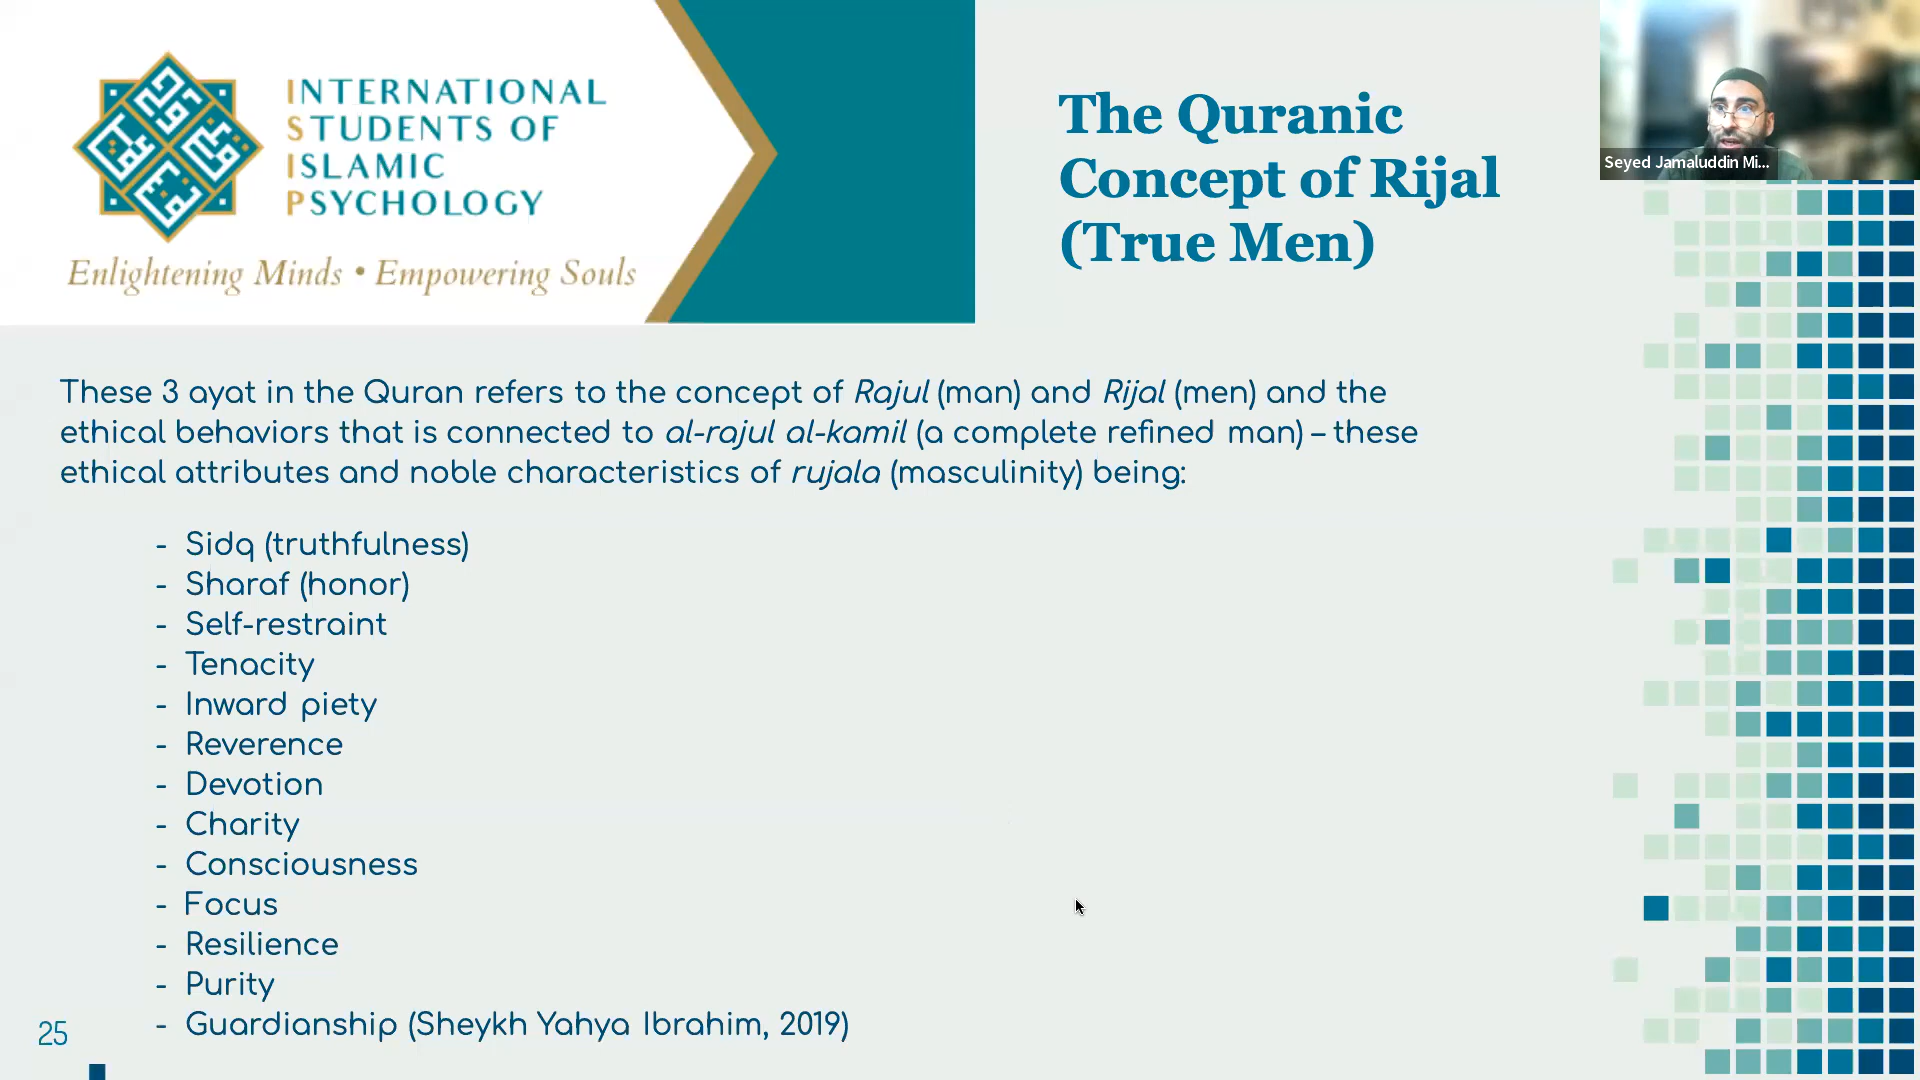 INTERNATIONAL
STUDENTS OF
ISLAMIC
PSYCHOLOGY
Enlightening Minds • Empowering Souls
The Quranic
Concept of Rijal
(True Men)
Seyed Jamaluddin Mi...
These 3 ayat in the Quran refers to the concept of Rajul (man) and Rijal (men) and the
ethical behaviors that is connected to al-rajul al-kamil (a complete refined man) – these
ethical attributes and noble characteristics of rujala (masculinity) being:
- Sidq (truthfulness)
- Sharaf (honor)
- Self-restraint
- Tenacity
- Inward piety
- Reverence
- Devotion
- Charity
- Consciousness
- Focus
- Resilience
- Purity
- Guardianship (Sheykh Yahya Ibrahim, 2019)
25